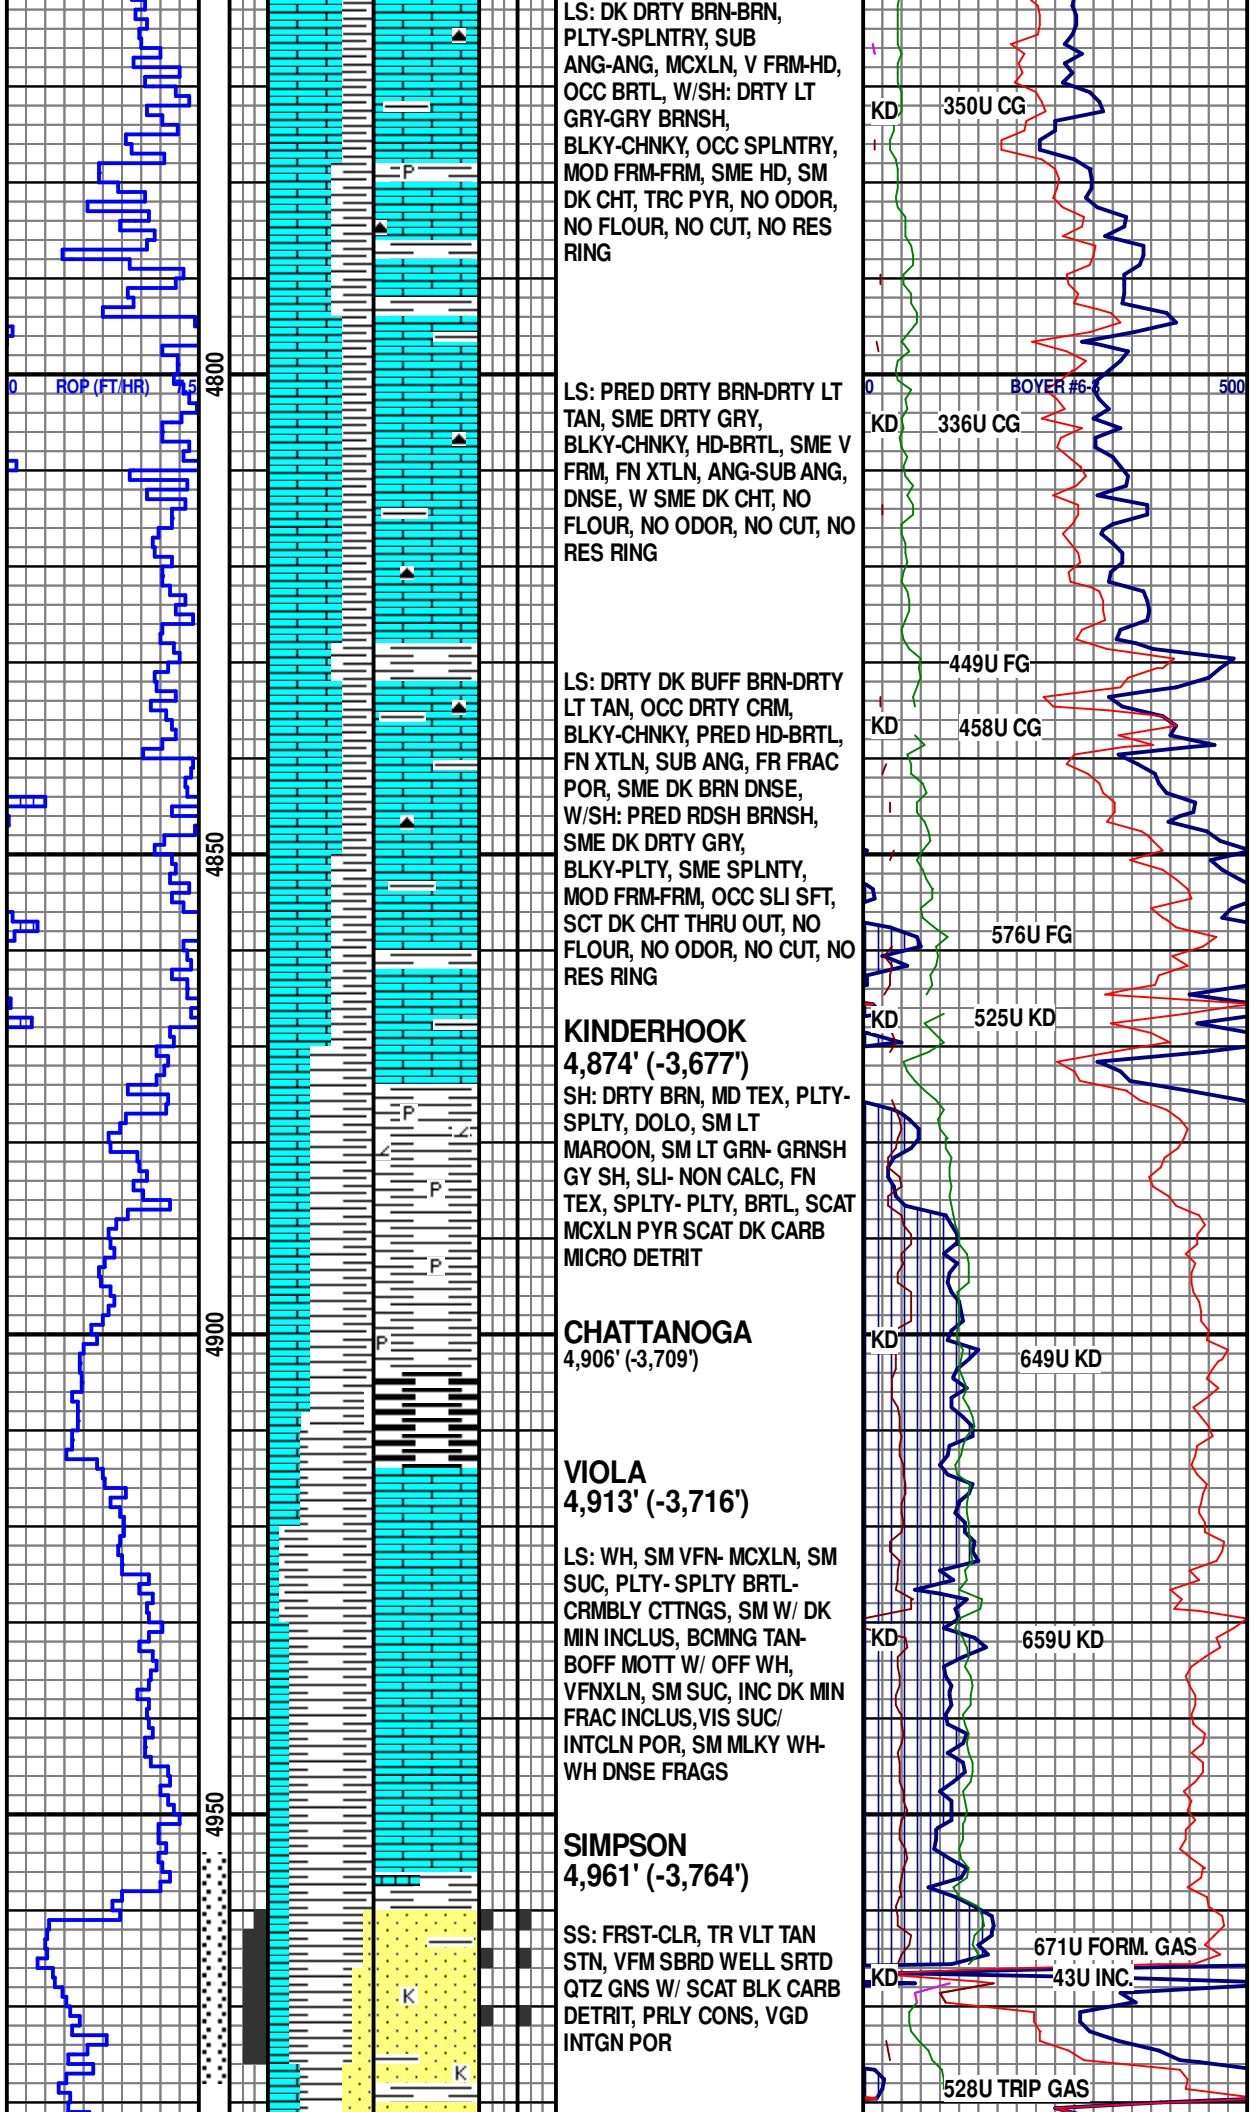 LS: DK DRTY BRN-BRN,
PLTY-SPLNTRY, SUB
ANG-ANG, MCXLN, V FRM-HD,
OCC BRTL, W/SH: DRTY LT
GRY-GRY BRNSH,
BLKY-CHNKY, OCC SPLNTRY,
MOD FRM-FRM, SME HD, SM
DK CHT, TRC PYR, NO ODOR,
NO FLOUR, NO CUT, NO RES
RING
KD
350U CG
P
4800
0 ROP (FT/HR) 7.5
0 BOYER #6-3 500
LS: PRED DRTY BRN-DRTY LT
TAN, SME DRTY GRY,
BLKY-CHNKY, HD-BRTL, SME V
FRM, FN XTLN, ANG-SUB ANG,
DNSE, W SME DK CHT, NO
FLOUR, NO ODOR, NO CUT, NO
RES RING
KD
336U CG
449U FG
LS: DRTY DK BUFF BRN-DRTY
LT TAN, OCC DRTY CRM,
BLKY-CHNKY, PRED HD-BRTL,
FN XTLN, SUB ANG, FR FRAC
POR, SME DK BRN DNSE,
W/SH: PRED RDSH BRNSH,
SME DK DRTY GRY,
BLKY-PLTY, SME SPLNTY,
MOD FRM-FRM, OCC SLI SFT,
SCT DK CHT THRU OUT, NO
FLOUR, NO ODOR, NO CUT, NO
RES RING
KD
458U CG
4850
576U FG
KD
525U KD
KINDERHOOK
4,874' (-3,677')
SH: DRTY BRN, MD TEX, PLTY-
SPLTY, DOLO, SM LT
MAROON, SM LT GRN- GRNSH
GY SH, SLI- NON CALC, FN
TEX, SPLTY- PLTY, BRTL, SCAT
MCXLN PYR SCAT DK CARB
MICRO DETRIT
P
P
P
P
4900
CHATTANOGA
4,906' (-3,709')
KD
649U KD
VIOLA
4,913' (-3,716')
LS: WH, SM VFN- MCXLN, SM
SUC, PLTY- SPLTY BRTL-
CRMBLY CTTNGS, SM W/ DK
MIN INCLUS, BCMNG TAN-
BOFF MOTT W/ OFF WH,
VFNXLN, SM SUC, INC DK MIN
FRAC INCLUS,VIS SUC/
INTCLN POR, SM MLKY WH-
WH DNSE FRAGS
KD
659U KD
4950
SIMPSON
4,961' (-3,764')
SS: FRST-CLR, TR VLT TAN
STN, VFM SBRD WELL SRTD
QTZ GNS W/ SCAT BLK CARB
DETRIT, PRLY CONS, VGD
INTGN POR
671U FORM. GAS
KD
43U INC.
K
K
528U TRIP GAS